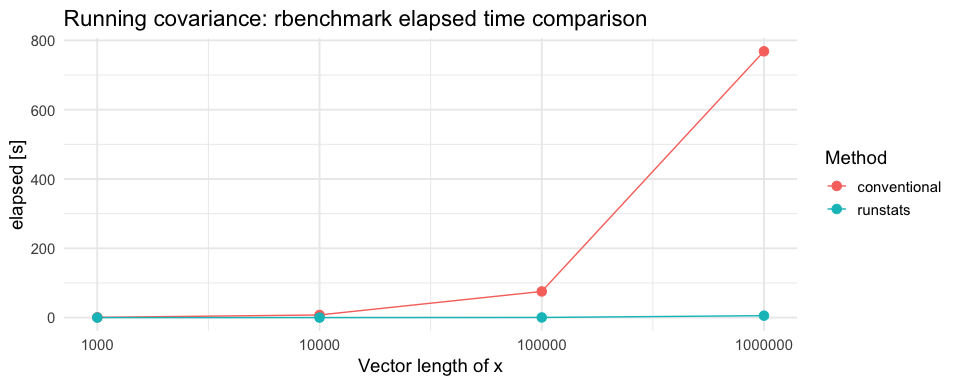 Running covariance: rbenchmark elapsed time comparison
800
600
400
200
0
elapsed [s]
1000
10000
100000
1000000
Vector length of x
Method
conventional
runstats